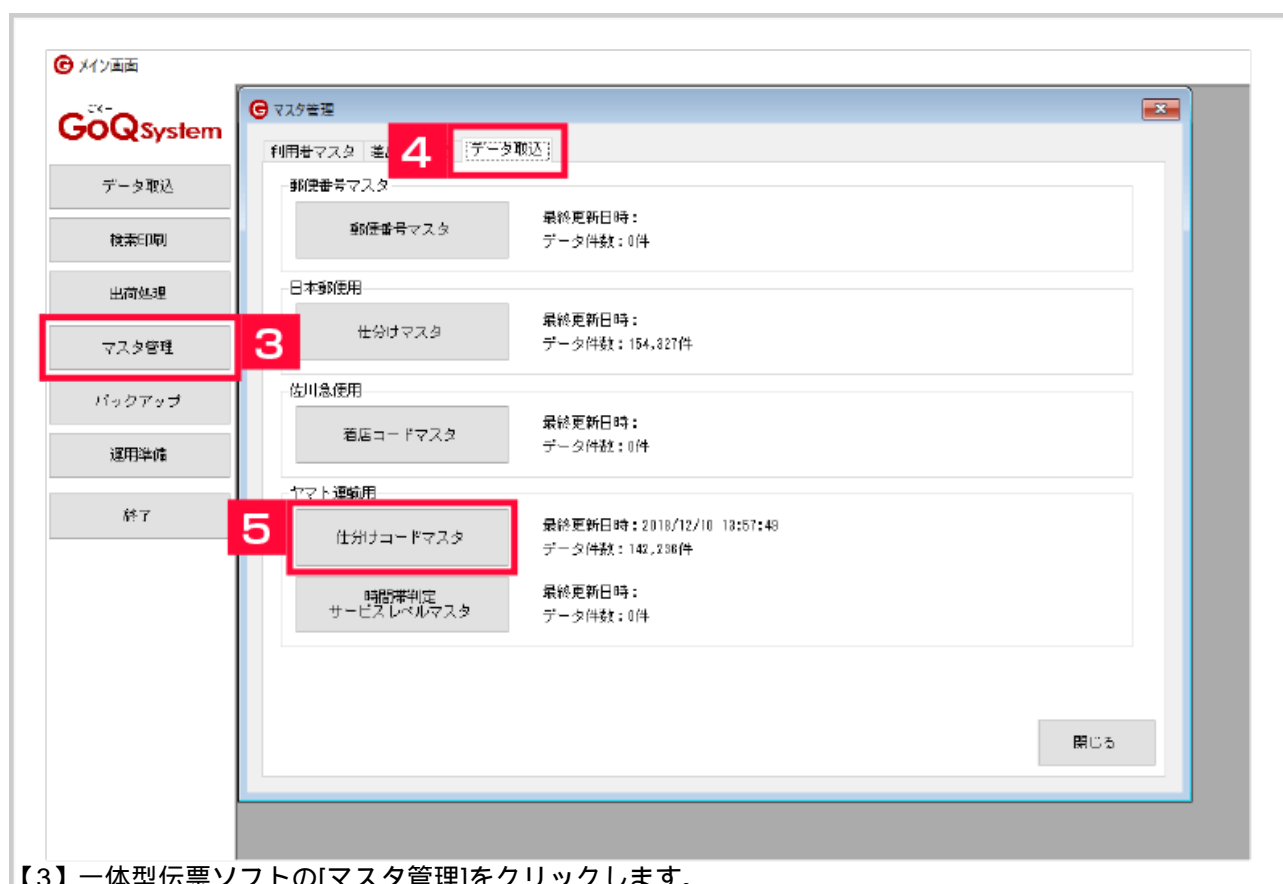 メイン画面
ごくー
GoQSystem
データ取込
検索印刷
出荷処理
マスタ管理
3
バックアップ
運用準備
終了
マスタ管理
利用者マスタ
4
データ取込
郵便番号マスタ
郵便番号マスタ
最終更新日時:
データ件数:0件
日本郵便用
仕分けマスタ
最終更新日時:
データ件数:154,327件
佐川急便用
着店コードマスタ
最終更新日時:
データ件数:0件
ヤマト運輸用
5
仕分けコードマスタ
最終更新日時:2018/12/10 13:57:49
データ件数:142,236件
時間帯判定
サービスレベルマスタ
最終更新日時:
データ件数:0件
閉じる
【3】一体型伝票ソフトの[マスタ管理]をクリックします。